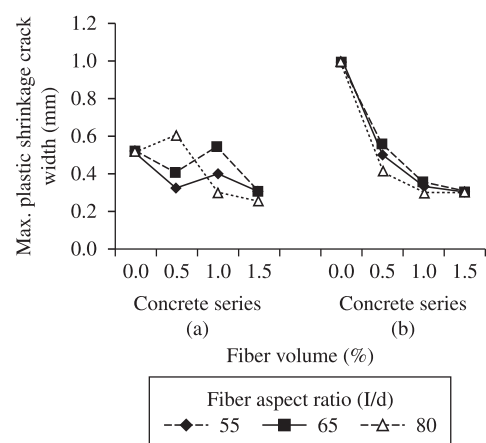 Max. plastic shrinkage crack
width (mm)
1.2
1.0
0.8
0.6
0.4
0.2
0.0
0.0 0.5 1.0 1.5 0.0 0.5 1.0 1.5
Concrete series Concrete series
(a) (b)
Fiber volume (%)
Fiber aspect ratio (I/d)
55 65 80